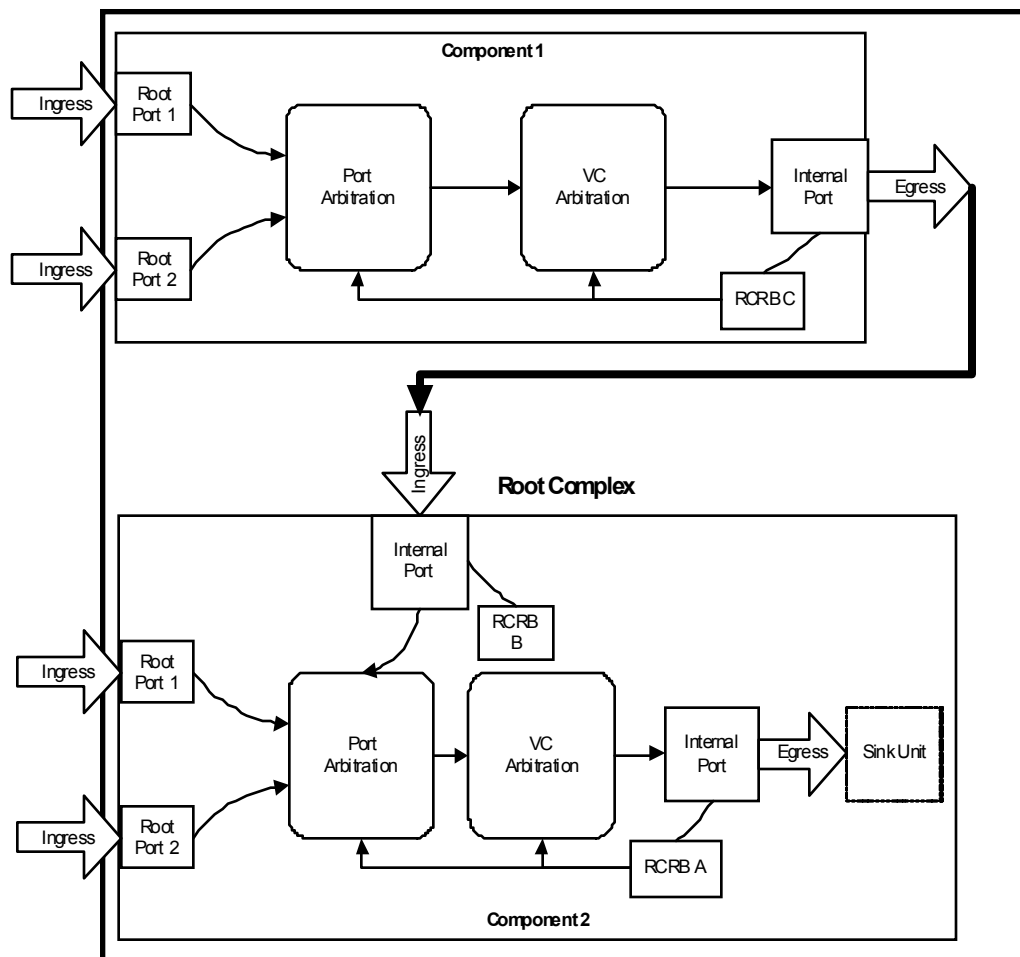 Component 1
Ingress
Root
Port 1
Port
Arbitration
VC
Arbitration
Internal
Port
Egress
Ingress
Root
Port 2
RCRB C
Ingress
Root Complex
Internal
Port
RCRB
B
Ingress
Root
Port 1
Port
Arbitration
VC
Arbitration
Internal
Port
Egress
Sink Unit
Ingress
Root
Port 2
RCRB A
Component 2